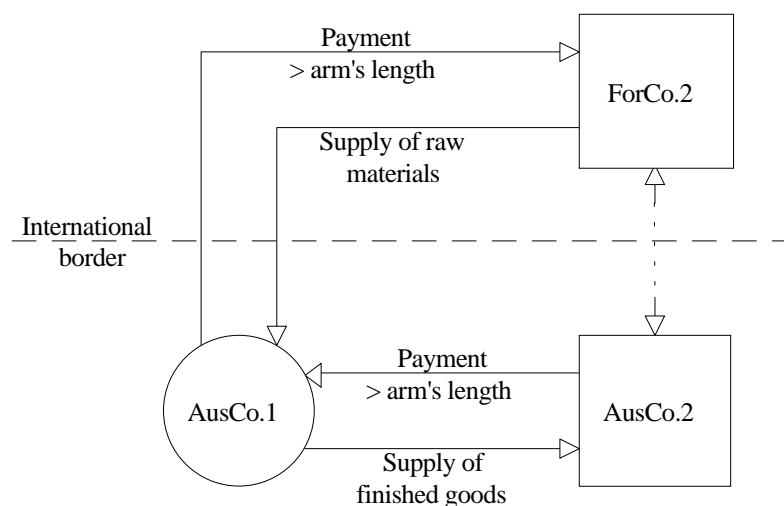 Payment
> arm's length
ForCo.2
Supply of raw
materials
International
border
Payment
> arm's length
AusCo.1
AusCo.2
Supply of
finished goods